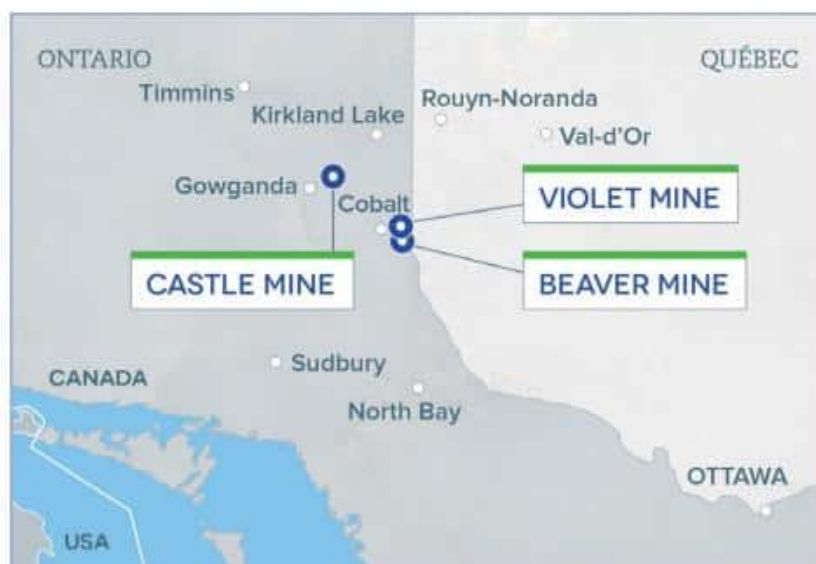 ONTARIO
QUÉBEC
Timmins
Rouyn-Noranda
Kirkland Lake
Val-d'Or
Gowganda
Cobalt
VIOLET MINE
CASTLE MINE
BEAVER MINE
Sudbury
CANADA
North Bay
OTTAWA
USA